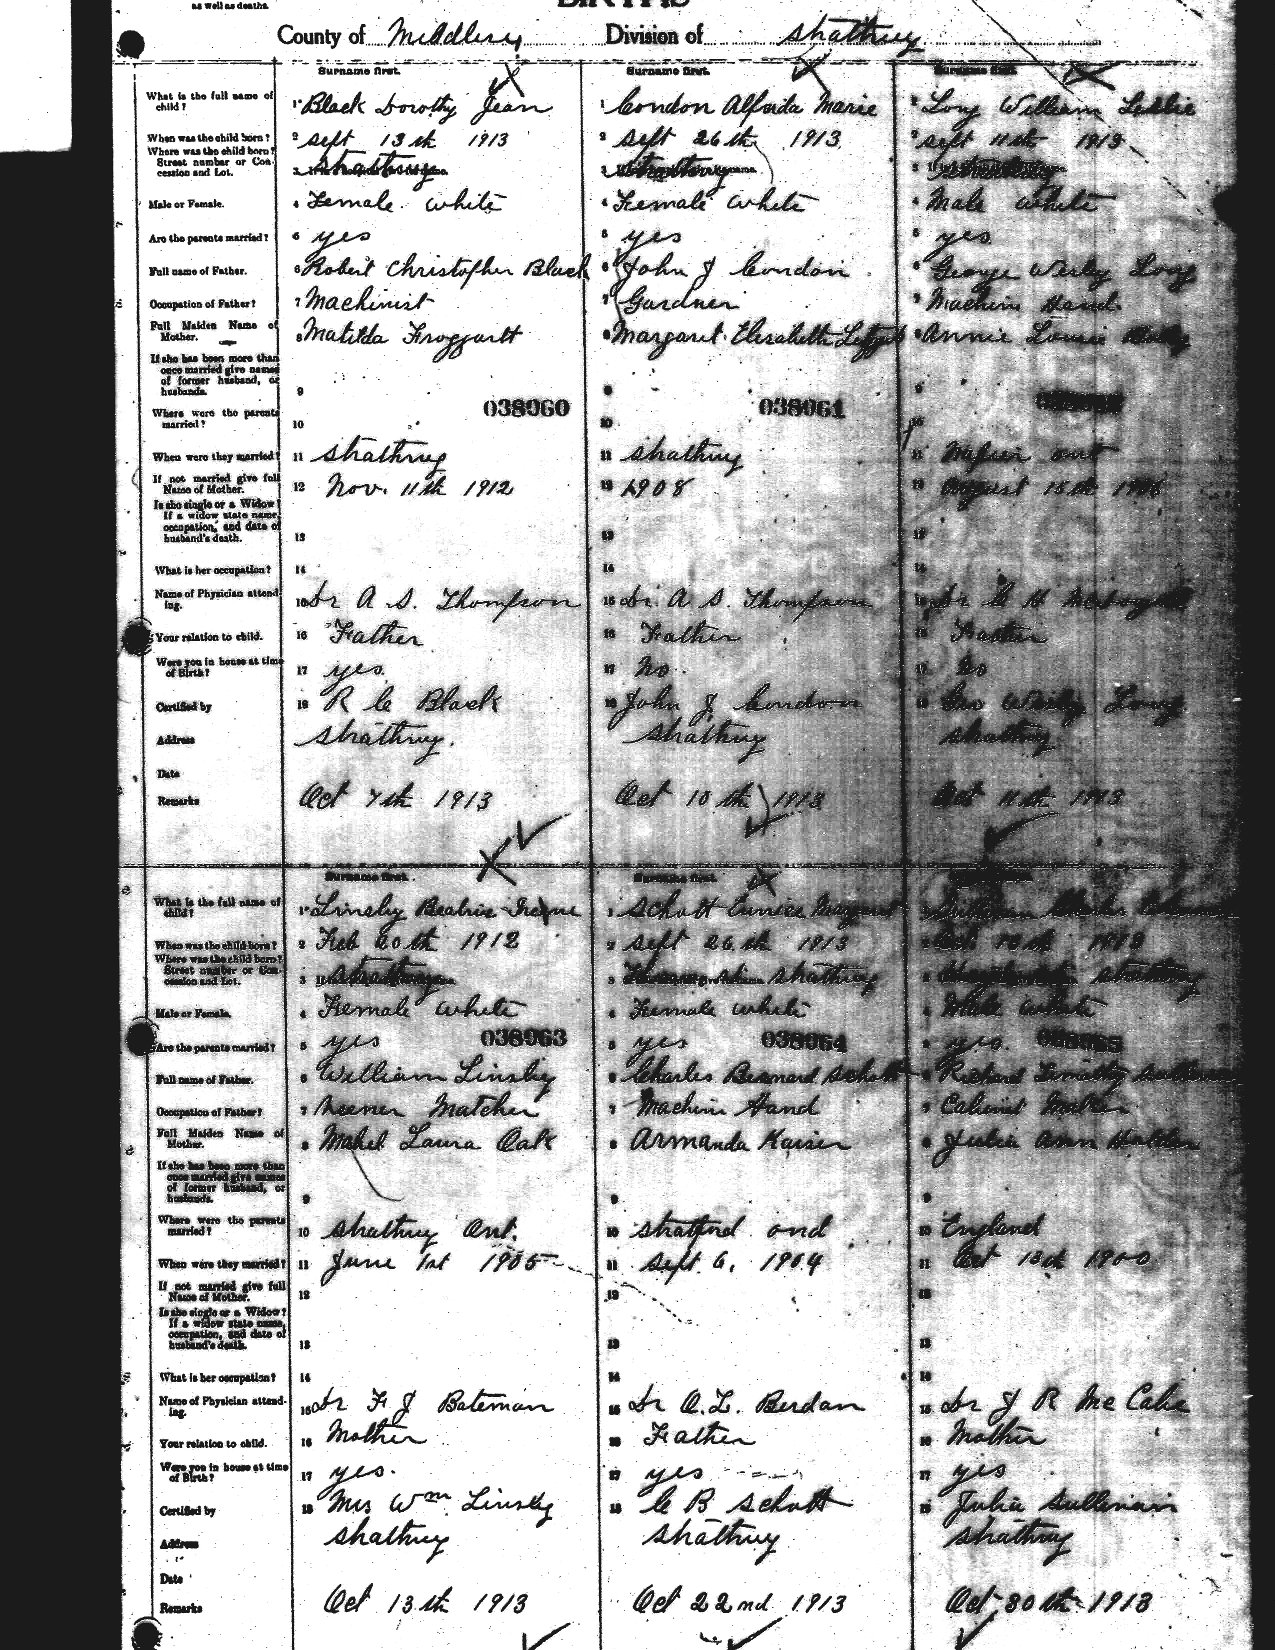 as well as deaths.
BIRTHS
County of Middlesex Division of Strathroy
Surname first. Surname first. Surname first.
What is the full name of child? 1 Black Dorothy Jean 1 Condon Alfreda Marie 1 Long William Leslie
When was the child born? 2 Sept 13th 1913 2 Sept 26th 1913 2 Sept 11th 1913
Where was the child born? Street number or Concession and Lot. 3 Strathroy 3 Strathroy 3
Male or Female. 4 Female White 4 Female White 4 Male White
Are the parents married? 5 yes 5 yes 5 yes
Full name of Father. 6 Robert Christopher Black 6 John J Condon 6 George Wesley Long
Occupation of Father? 7 Machinist 7 Gardner 7 Machine Hand
Full Maiden Name of Mother. 8 Matilda Froggartt 8 Margaret Elesabette 8 Annie Louise
If she has been more than once married give names of former husband, or husbands. 9 9 9
038960 038961
Where were the parents married? 10 10 10
When were they married? 11 Strathroy 11 Strathroy 11
If not married give full Name of Mother. 12 Nov. 11th 1912 12 1908 12 August 15th
Is she single or a Widow? If a widow state name, occupation, and date of husband's death. 13 13 13
What is her occupation? 14 14 14
Name of Physician attending. 15 Dr A S. Thompson 15 Dr. A S. Thompson 15 Dr
Your relation to child. 16 Father 16 Father 16 Father
Were you in house at time of Birth? 17 yes. 17 No. 17 No
Certified by 18 R C Black 18 John J Condon 18 Geo Wesley Long
Address Strathroy. Strathroy Strathroy
Date
Remarks Oct 7th 1913 Oct 10th 1913 Oct 11th 1913
Surname first. Surname first.
What is the full name of child? 1 Linsby Beatrice Irene 1 Schott Eunice Margaret 1
When was the child born? 2 Feb 20th 1912 2 Sept 26th 1913 2 Oct 10th 1913
Where was the child born? Street number or Concession and Lot. 3 Strathroy 3 Strathroy 3 Strathroy
Male or Female. 4 Female White 4 Female White 4 Male White
038963 038964 038965
Are the parents married? 5 yes 5 yes 5 yes.
Full name of Father. 6 William Linsby 6 Charles Bernard Schott 6 Richard Timothy
Occupation of Father? 7 Veener Matcher 7 Machine Hand 7 Cabinet Maker
Full Maiden Name of Mother. 8 Mabel Laura Oak 8 Armanda Kaiser 8 Julia Ann
If she has been more than once married give names of former husband, or husbands. 9 9 9
Where were the parents married? 10 Strathroy Ont. 10 Stratford Ond 10 England
When were they married? 11 June 1st 1905 11 Sept 6, 1904 11 Oct 13th 1900
If not married give full Name of Mother. 12 12 12
Is she single or a Widow? If a widow state name, occupation, and date of husband's death. 13 13 13
What is her occupation? 14 14 14
Name of Physician attending. 15 Dr F J Bateman 15 Dr O. L. Berdan 15 Dr J R McCabe
Your relation to child. 16 Mother 16 Father 16 Mother
Were you in house at time of Birth? 17 yes. 17 yes 17 yes
Certified by 18 Mrs Wm Linsby 18 C B Schott 18 Julia Sullivan
Address Strathroy Strathroy Strathroy
Date
Remarks Oct 13th 1913 Oct 22nd 1913 Oct 30th 1913